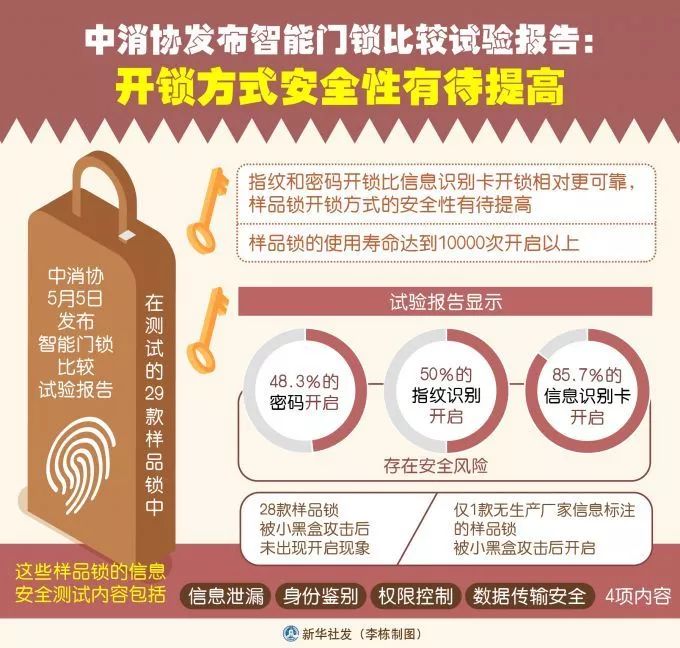 中消协发布智能门锁比较试验报告：
开锁方式安全性有待提高
中消协
5月5日
发布
智能门锁
比较
试验报告
在测试的29款样品锁中
指纹和密码开锁比信息识别卡开锁相对更可靠，
样品锁开锁方式的安全性有待提高
样品锁的使用寿命达到10000次开启以上
试验报告显示
48.3%的
密码开启
50%的
指纹识别
开启
85.7%的
信息识别卡
开启
存在安全风险
28款样品锁
被小黑盒攻击后
未出现开启现象
仅1款无生产厂家信息标注
的样品锁
被小黑盒攻击后开启
这些样品锁的信息
安全测试内容包括
信息泄漏 身份鉴别 权限控制 数据传输安全 4项内容
新华社发（李栋制图）